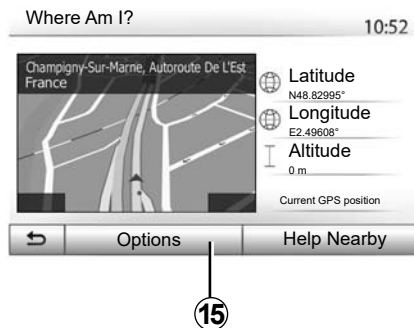 Where Am I?
10:52
Champigny-Sur-Marne, Autoroute De L'Est
France
Latitude
N48.82995°
Longitude
E2.49608°
Altitude
0 m
Current GPS position
Options
Help Nearby
15